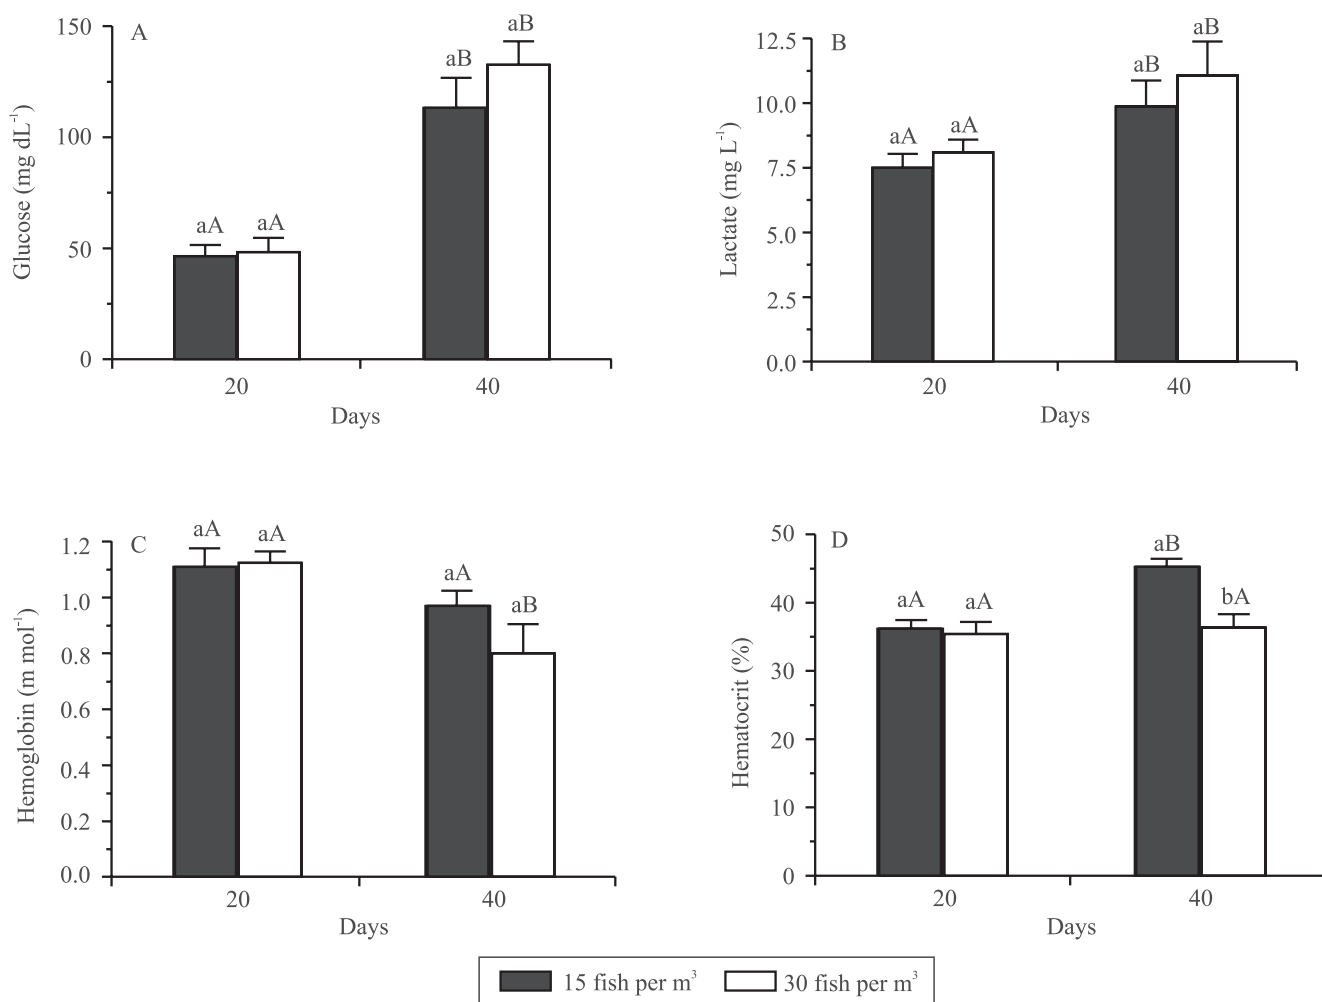 A
Glucose (mg dL⁻¹)
150
100
50
0
aA
aA
aB
aB
20
40
Days
B
Lactate (mg L⁻¹)
12.5
10.0
7.5
5.0
2.5
0.0
aA
aA
aB
aB
20
40
Days
C
Hemoglobin (m mol⁻¹)
1.2
1.0
0.8
0.6
0.4
0.2
0.0
aA
aA
aA
aB
20
40
Days
D
Hematocrit (%)
50
40
30
20
10
0
aA
aA
aB
bA
20
40
Days
15 fish per m³
30 fish per m³